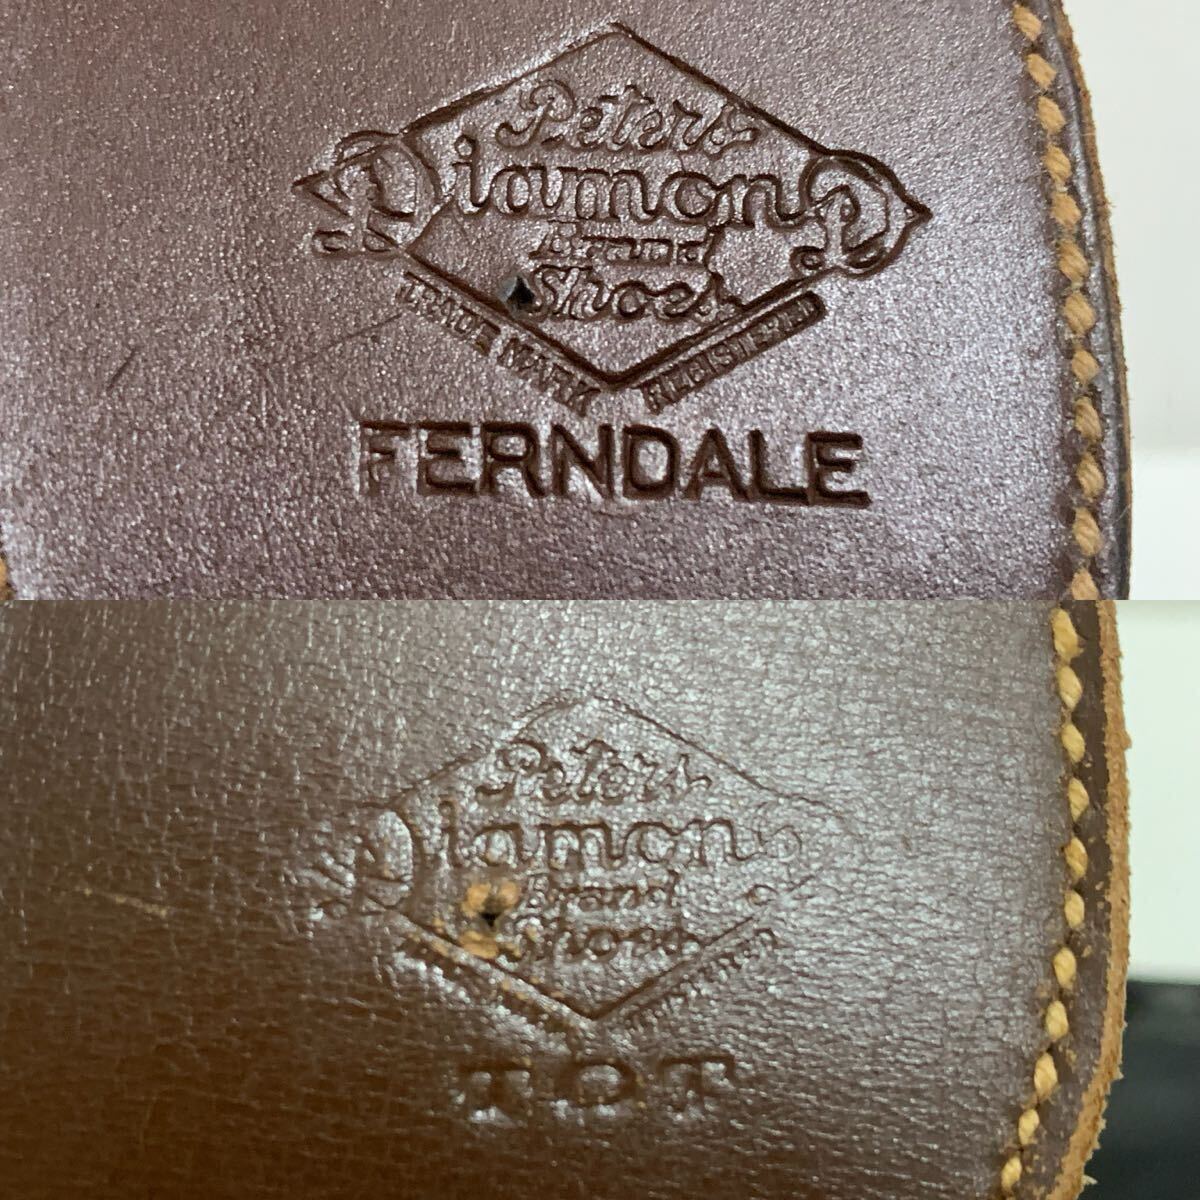 Peters
Diamond
Brand
Shoes
TRADE MARK REGISTERED
FERNDALE
Peters
Diamond
Brand
Shoes